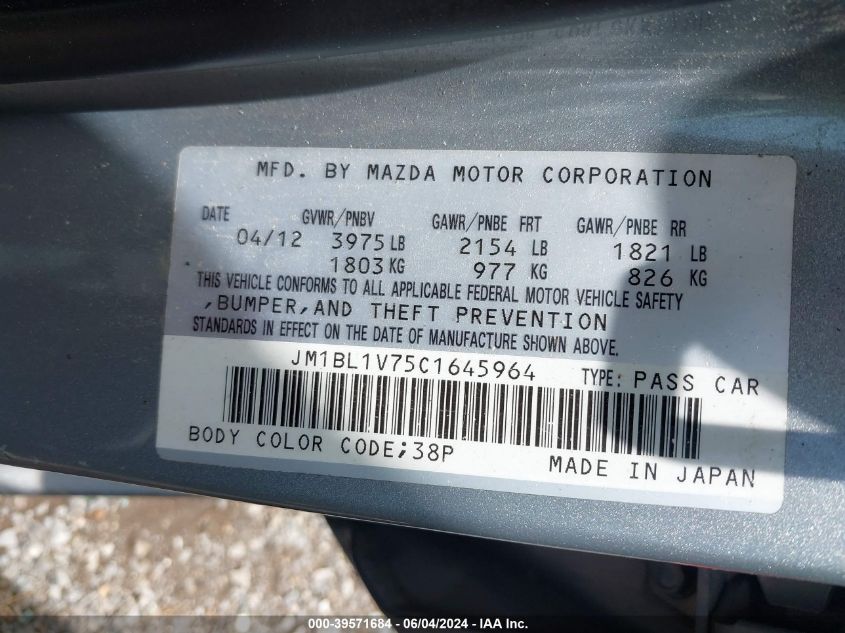 MFD. BY MAZDA MOTOR CORPORATION
DATE GVWR/PNBV GAWR/PNBE FRT GAWR/PNBE RR
04/12 3975 LB 2154 LB 1821 LB
1803 KG 977 KG 826 KG
THIS VEHICLE CONFORMS TO ALL APPLICABLE FEDERAL MOTOR VEHICLE SAFETY
,BUMPER,AND THEFT PREVENTION
STANDARDS IN EFFECT ON THE DATE OF MANUFACTURE SHOWN ABOVE.
JM1BL1V75C1645964 TYPE: PASS CAR
BODY COLOR CODE;38P
MADE IN JAPAN
000-39571684 - 06/04/2024 - IAA Inc.